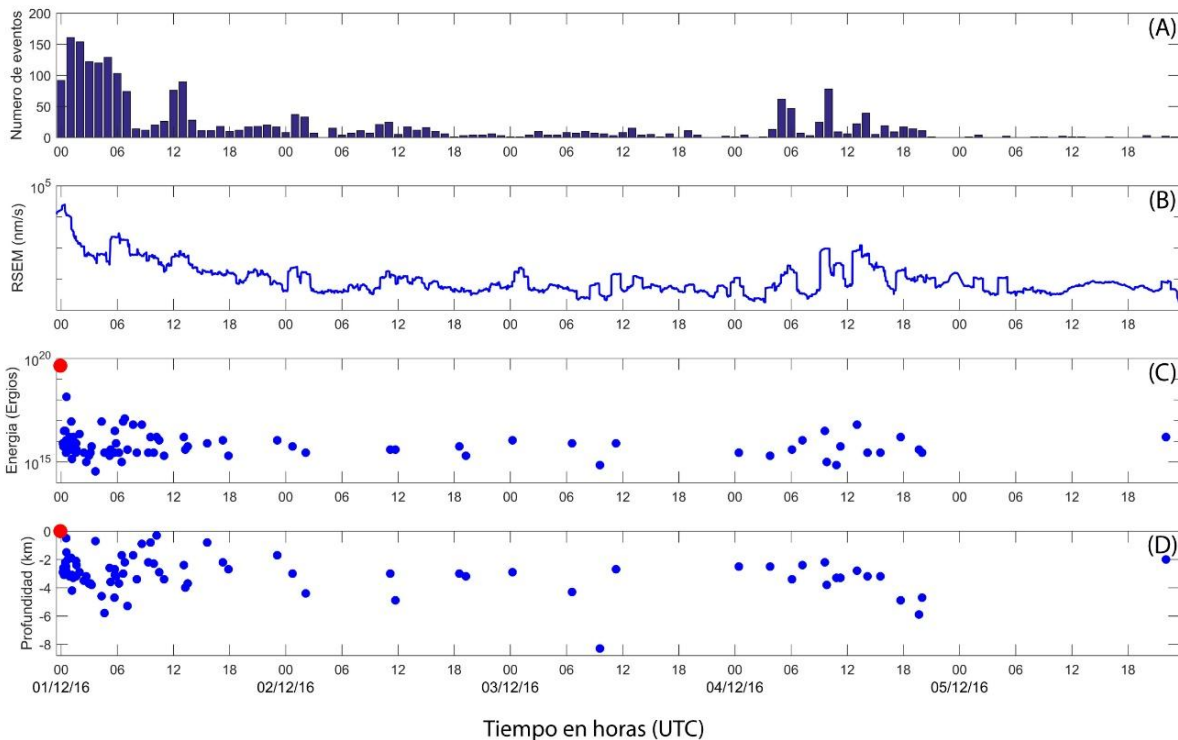 (A)
Numero de eventos
200
150
100
50
0
00 06 12 18 00 06 12 18 00 06 12 18 00 06 12 18 00 06 12 18
(B)
RSEM (nm/s)
10^5
00 06 12 18 00 06 12 18 00 06 12 18 00 06 12 18 00 06 12 18
(C)
Energia (Ergios)
10^20
10^15
00 06 12 18 00 06 12 18 00 06 12 18 00 06 12 18 00 06 12 18
(D)
Profundidad (km)
0
-2
-4
-6
-8
00 06 12 18 00 06 12 18 00 06 12 18 00 06 12 18 00 06 12 18
01/12/16 02/12/16 03/12/16 04/12/16 05/12/16
Tiempo en horas (UTC)